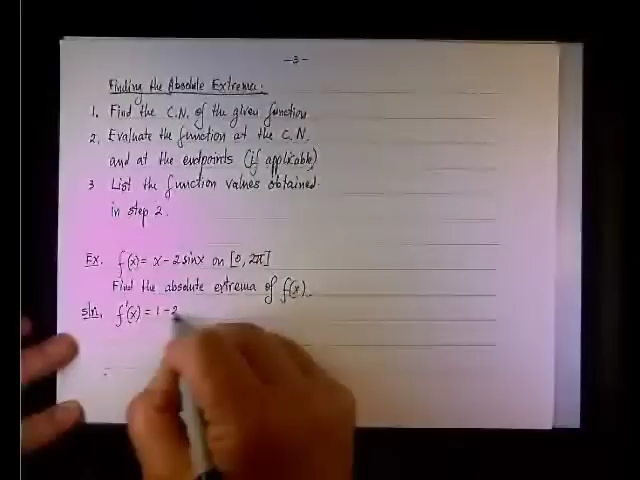 -3-
Finding the Absolute Extrema:
1. Find the C.N. of the given function
2. Evaluate the function at the C.N.
and at the endpoints (if applicable)
3 List the function values obtained.
in step 2.
Ex. f(x) = x - 2 sinx on [0, 2π]
Find the absolute extrema of f(x).
Sln. f'(x) = 1 - 2